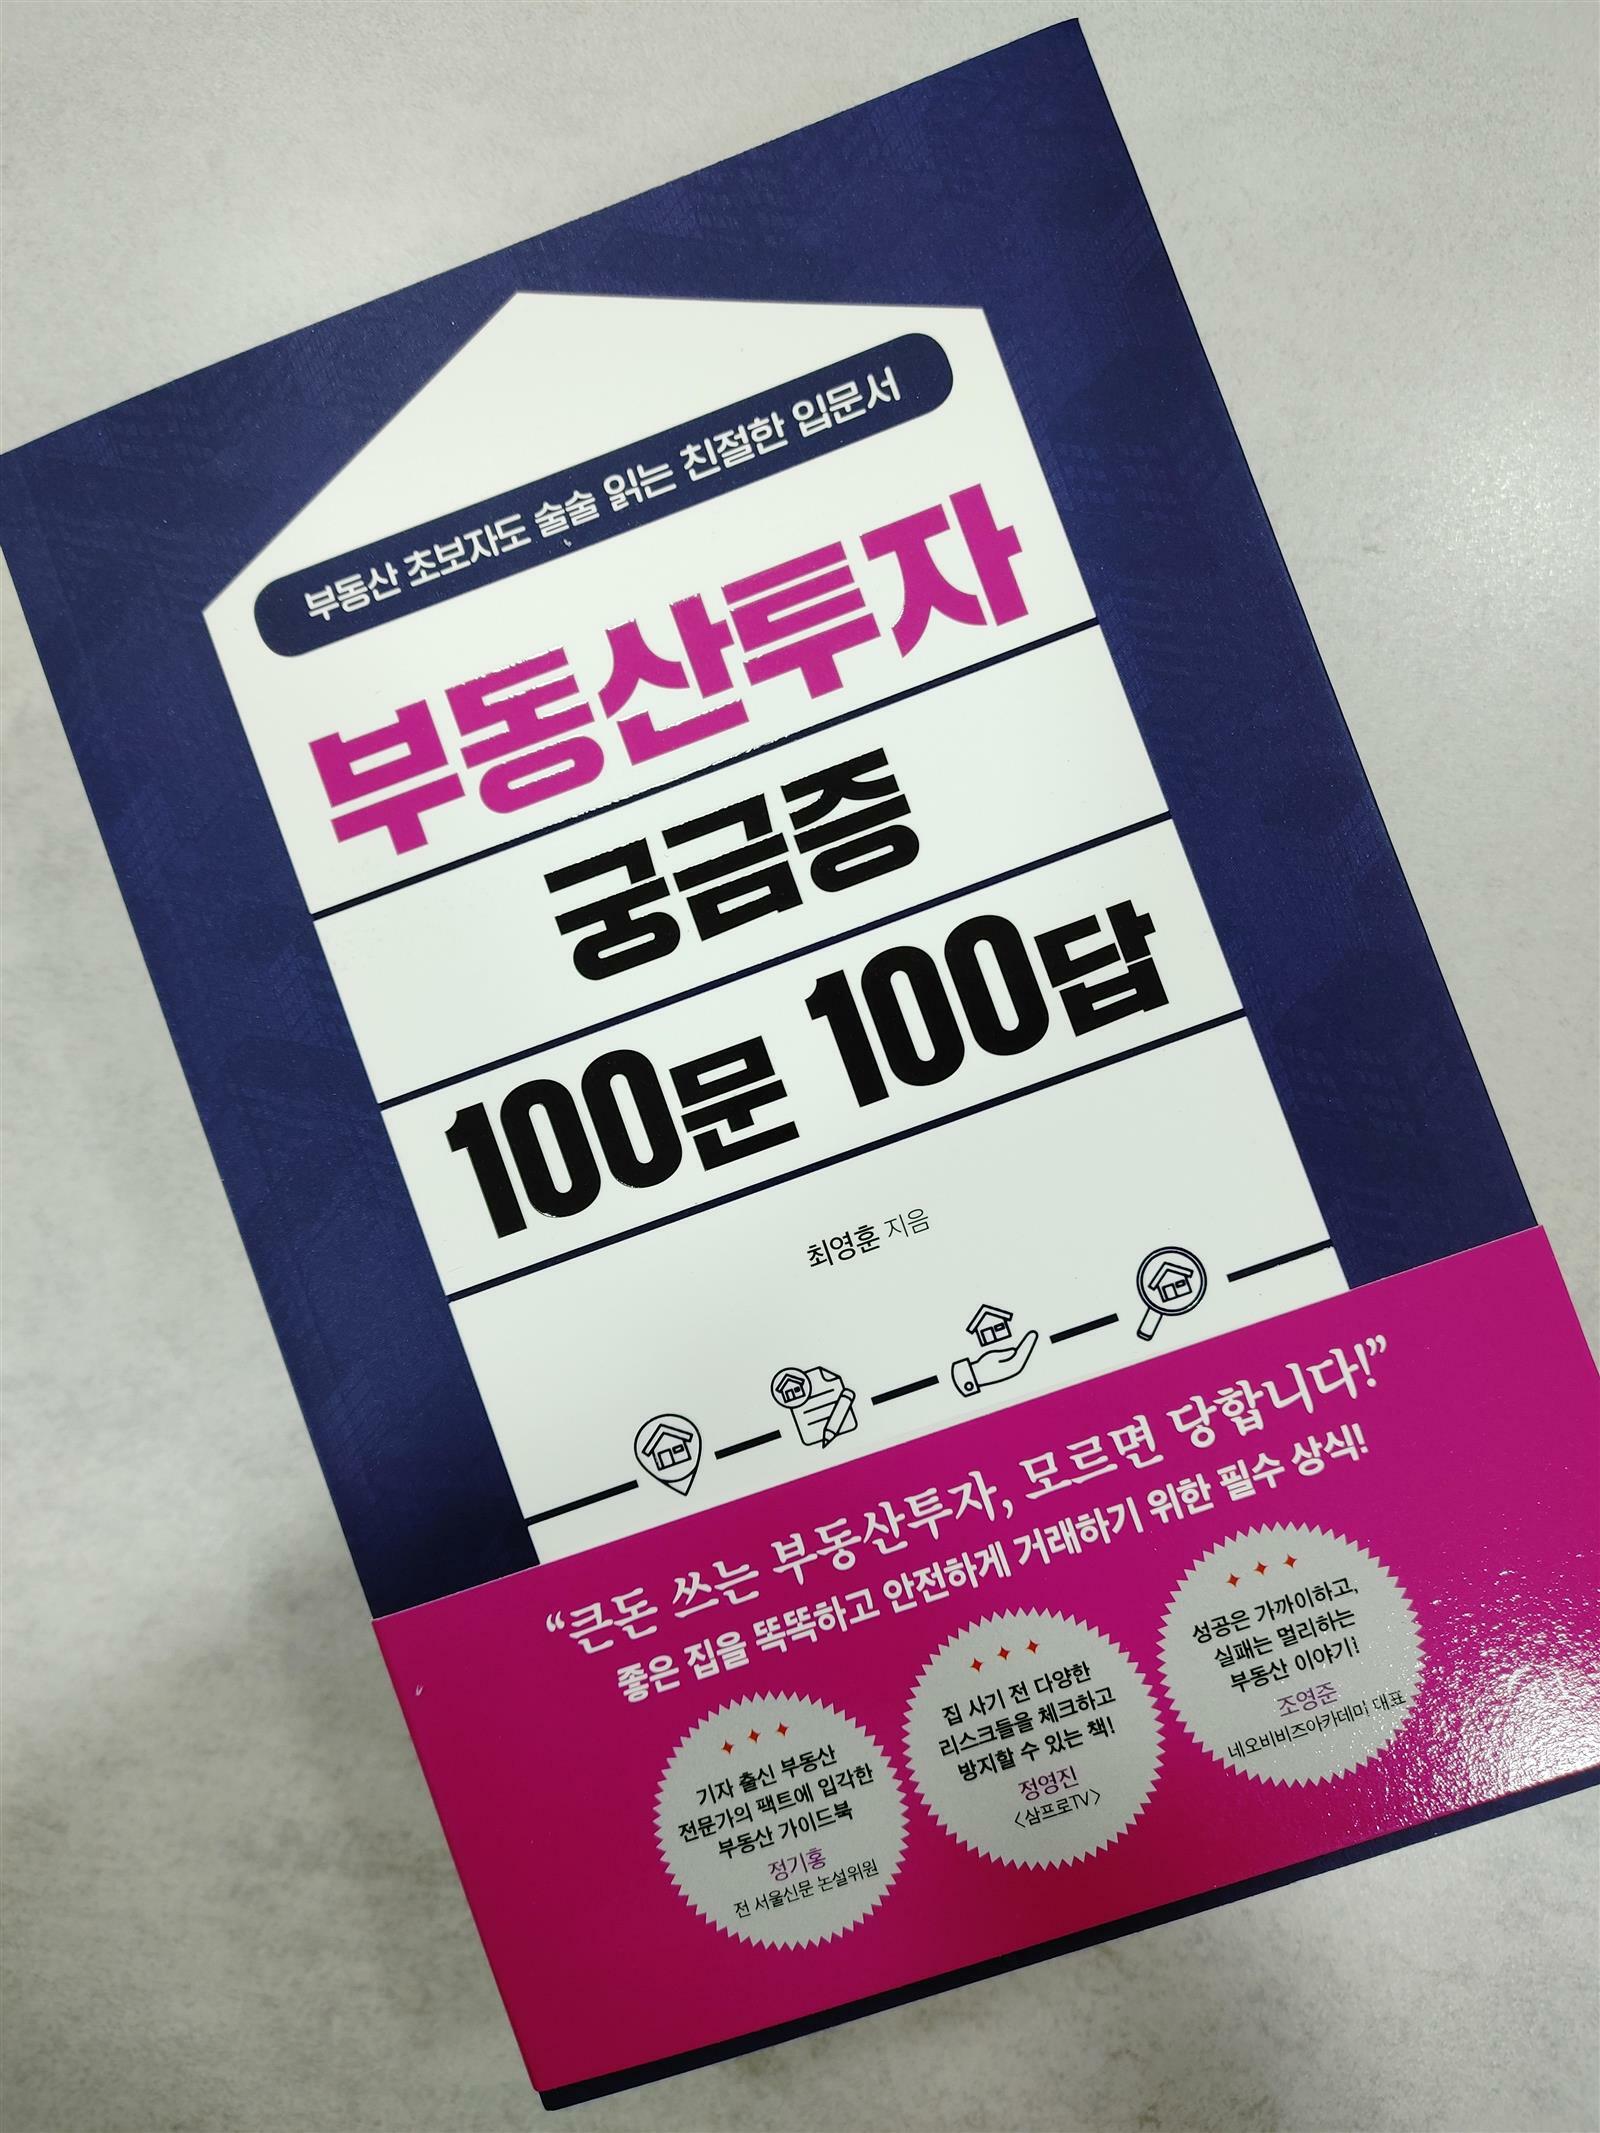 부동산 초보자도 술술 읽는 친절한 입문서
부동산투자
궁금증
100문 100답
최영훈 지음
“큰돈 쓰는 부동산투자, 모르면 당합니다!”
좋은 집을 똑똑하고 안전하게 거래하기 위한 필수 상식!
기자 출신 부동산
전문가의 팩트에 입각한
부동산 가이드북
정기홍
전 서울신문 논설위원
집 사기 전 다양한
리스크들을 체크하고
방지할 수 있는 책!
정영진
<삼프로TV>
성공은 가까이하고,
실패는 멀리하는
부동산 이야기!
조영준
네오비비즈아카데미 대표